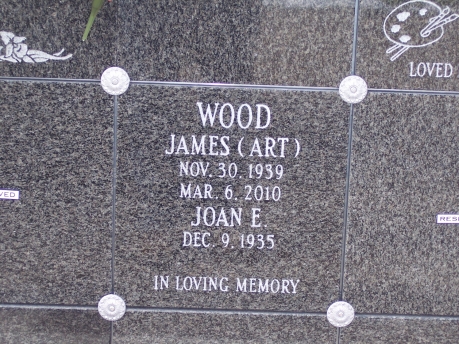 LOVED
WOOD
JAMES (ART)
NOV. 30. 1939
MAR. 6. 2010
JOAN E.
DEC. 9. 1935
IN LOVING MEMORY